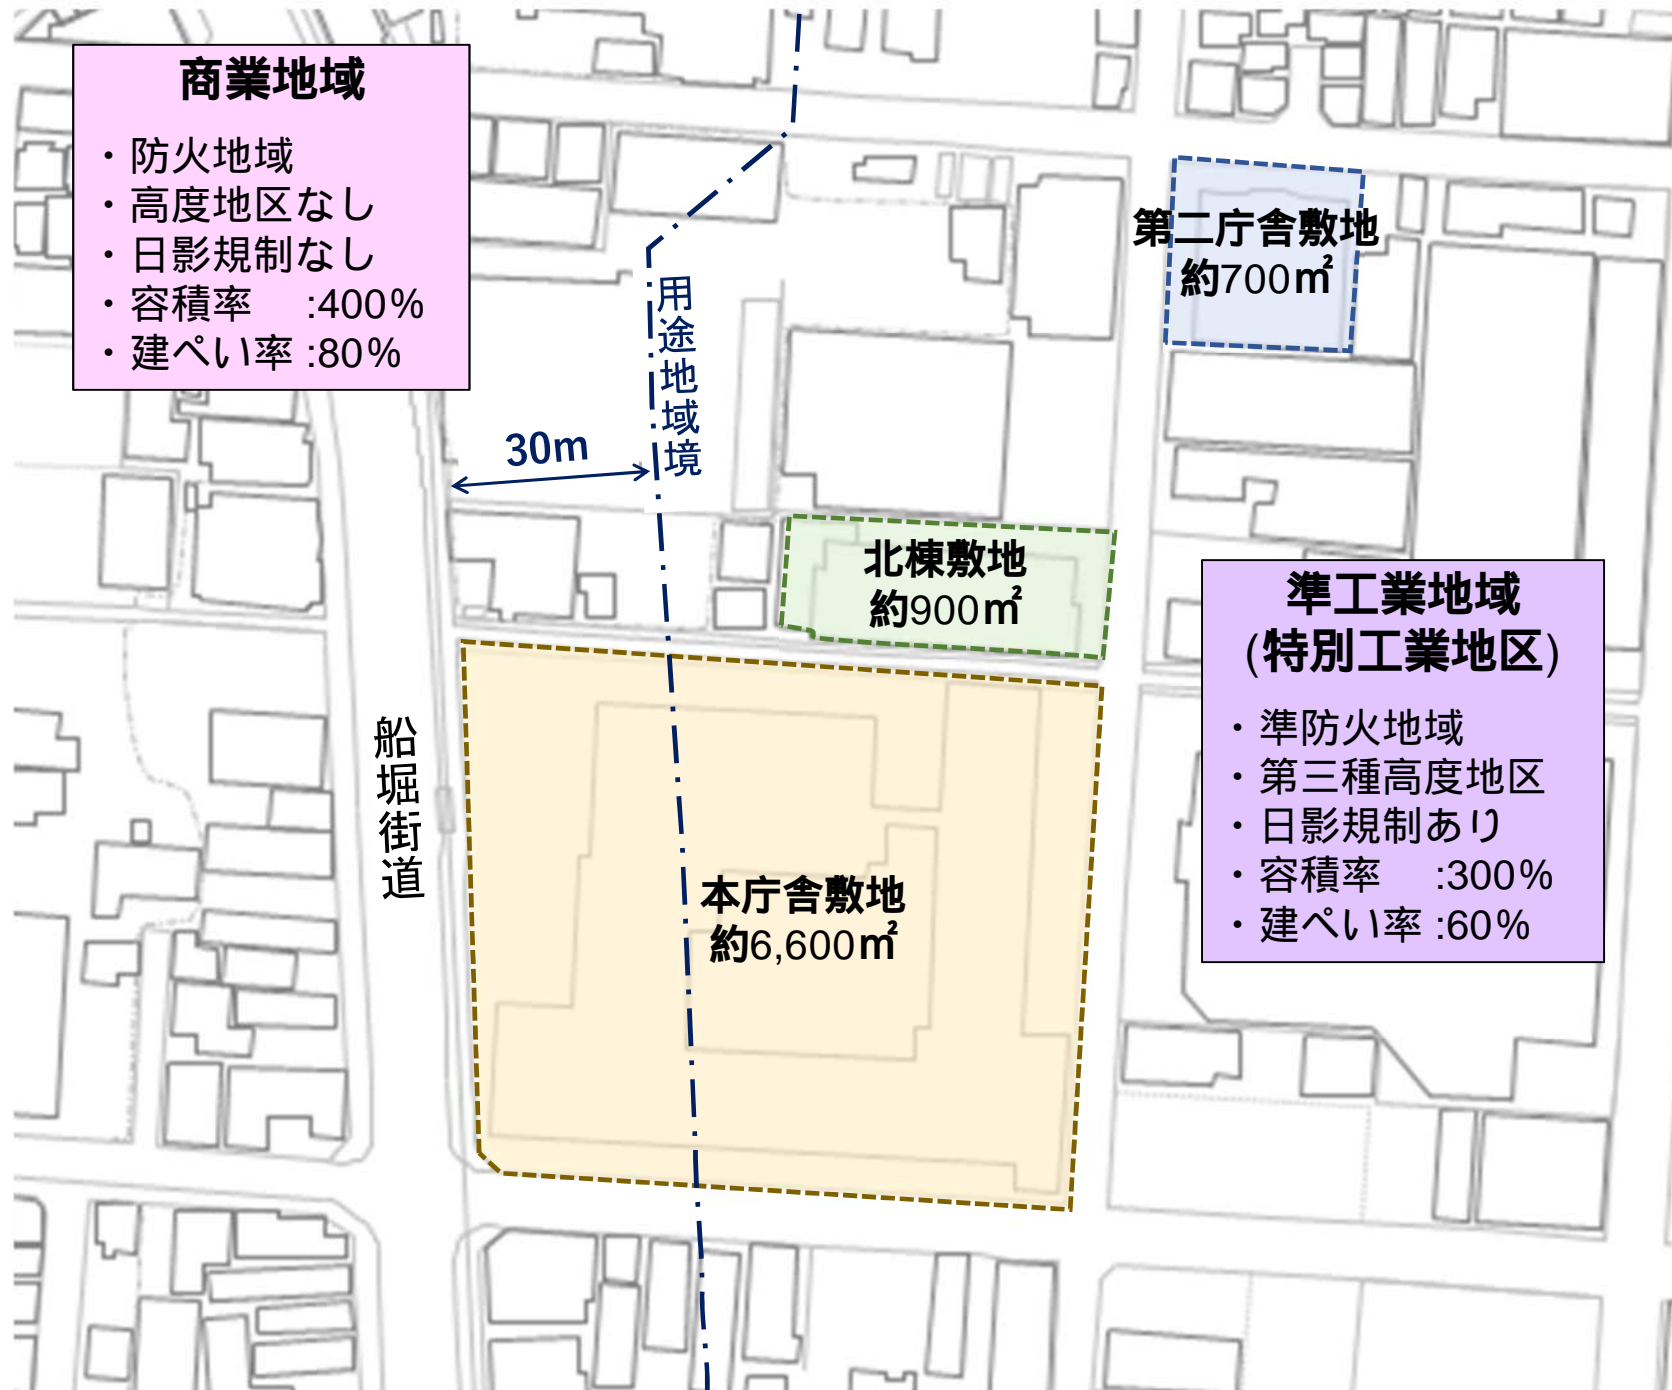 商業地域
・防火地域
・高度地区なし
・日影規制なし
・容積率　:400%
・建ぺい率:80%
第二庁舎敷地
約700㎡
用途地域境
30m
北棟敷地
約900㎡
準工業地域
(特別工業地区)
・準防火地域
・第三種高度地区
・日影規制あり
・容積率　:300%
・建ぺい率:60%
船堀街道
本庁舎敷地
約6,600㎡